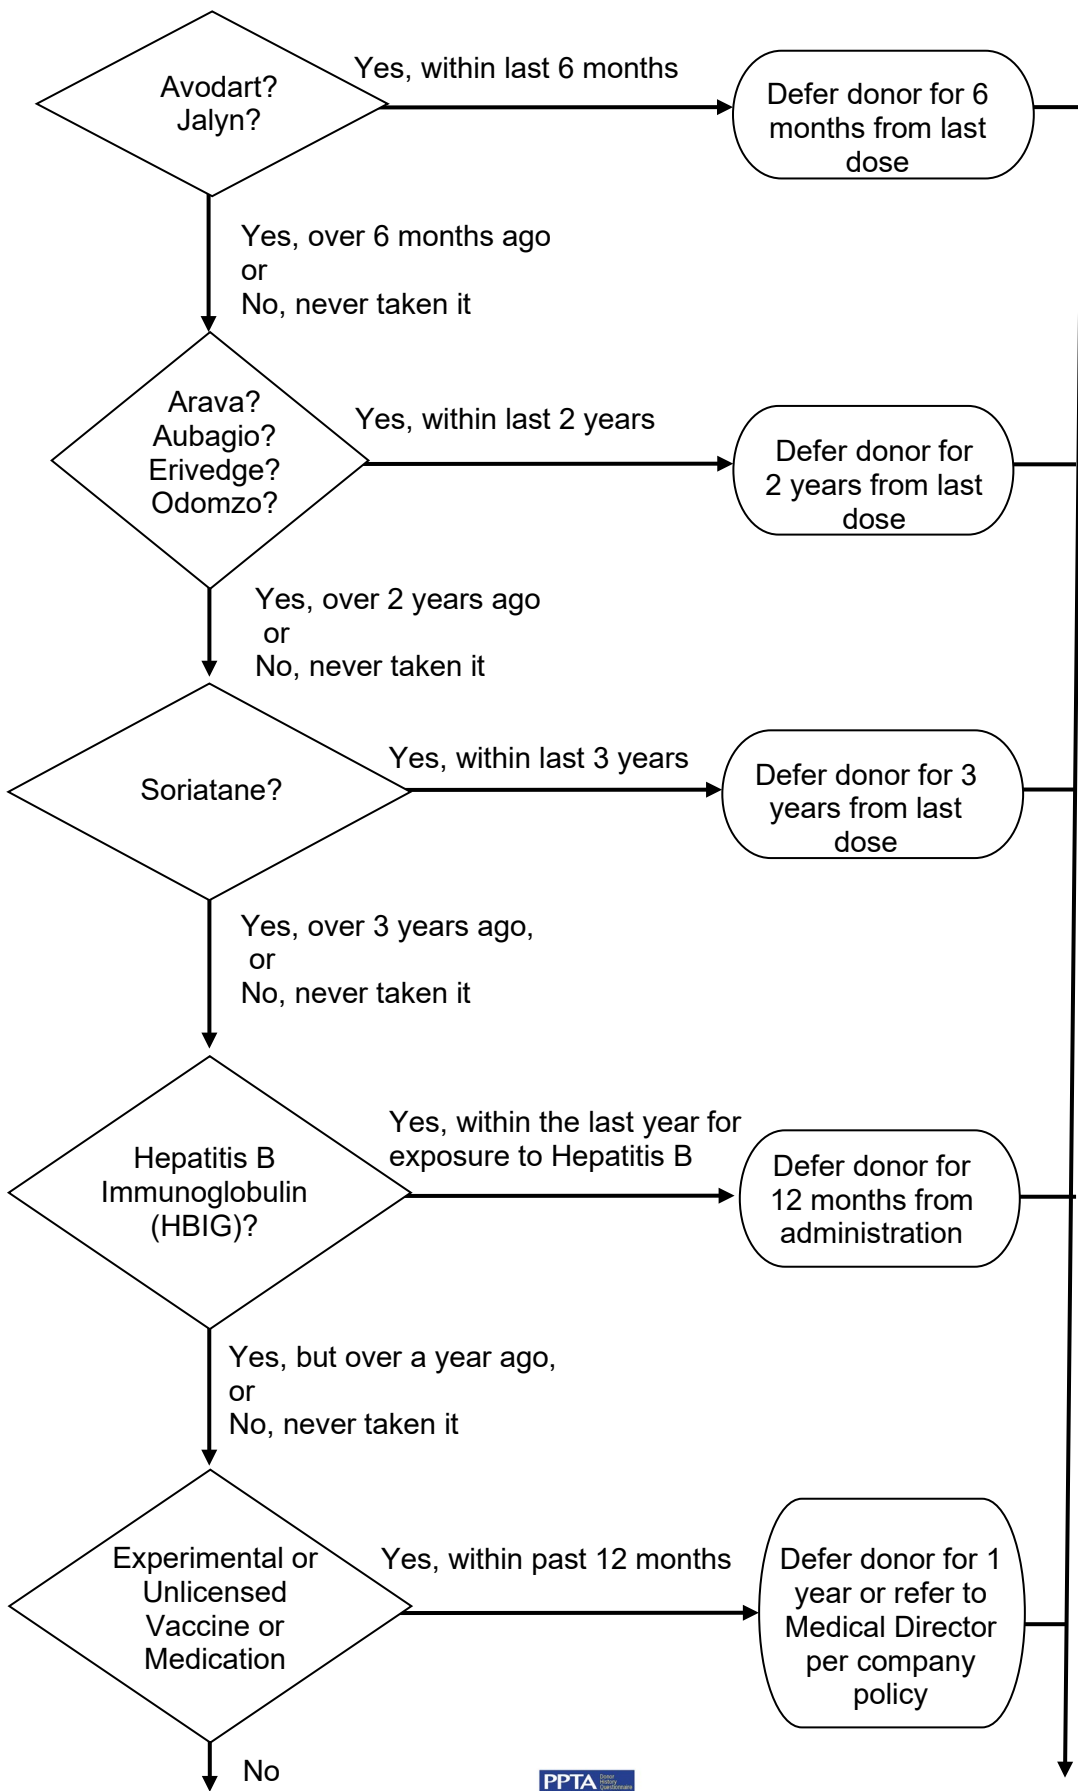 Avodart?
Jalyn?
Yes, within last 6 months
Defer donor for 6
months from last
dose
Yes, over 6 months ago
or
No, never taken it
Arava?
Aubagio?
Erivedge?
Odomzo?
Yes, within last 2 years
Defer donor for
2 years from last
dose
Yes, over 2 years ago
or
No, never taken it
Soriatane?
Yes, within last 3 years
Defer donor for 3
years from last
dose
Yes, over 3 years ago,
or
No, never taken it
Hepatitis B
Immunoglobulin
(HBIG)?
Yes, within the last year for
exposure to Hepatitis B
Defer donor for
12 months from
administration
Yes, but over a year ago,
or
No, never taken it
Experimental or
Unlicensed
Vaccine or
Medication
Yes, within past 12 months
Defer donor for 1
year or refer to
Medical Director
per company
policy
No
PPTA
Donor
History
Questionnaire